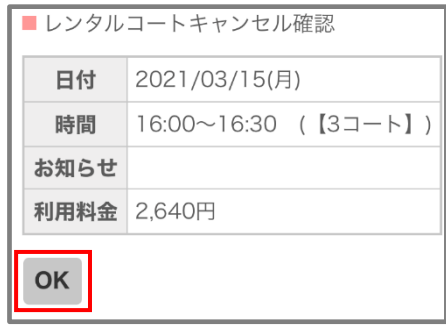 ■ レンタルコートキャンセル確認
日付 2021/03/15(月)
時間 16:00～16:30 (【3コート】)
お知らせ
利用料金 2,640円
OK